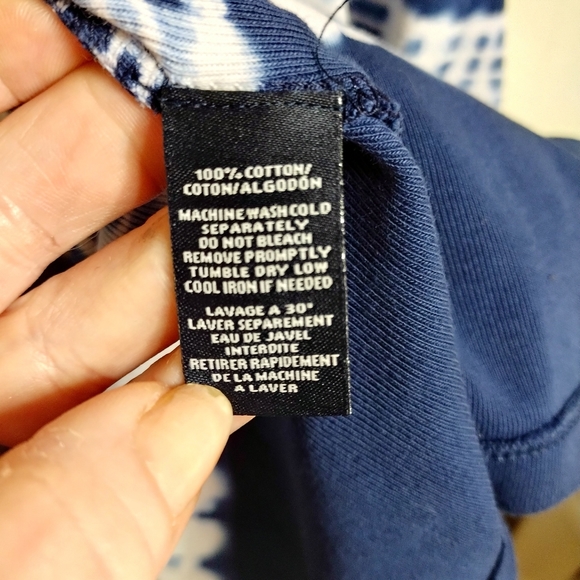 100% COTTON/
COTON/ALGODÓN
MACHINE WASH COLD
SEPARATELY
DO NOT BLEACH
REMOVE PROMPTLY
TUMBLE DRY LOW
COOL IRON IF NEEDED
LAVAGE A 30°
LAVER SEPAREMENT
EAU DE JAVEL
INTERDITE
RETIRER RAPIDEMENT
DE LA MACHINE
A LAVER